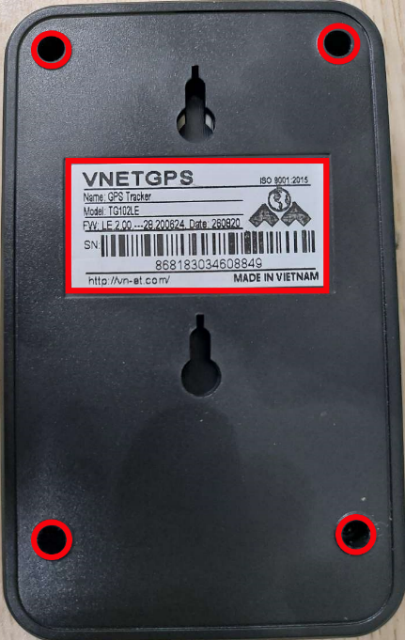 VNETGPS
ISO 9001:2015
Name: GPS Tracker
Model: TG102LE
FW: LE.2.00.---28.200624. Date: 260820
SN:
868183034608849
http://vn-et.com/
MADE IN VIETNAM